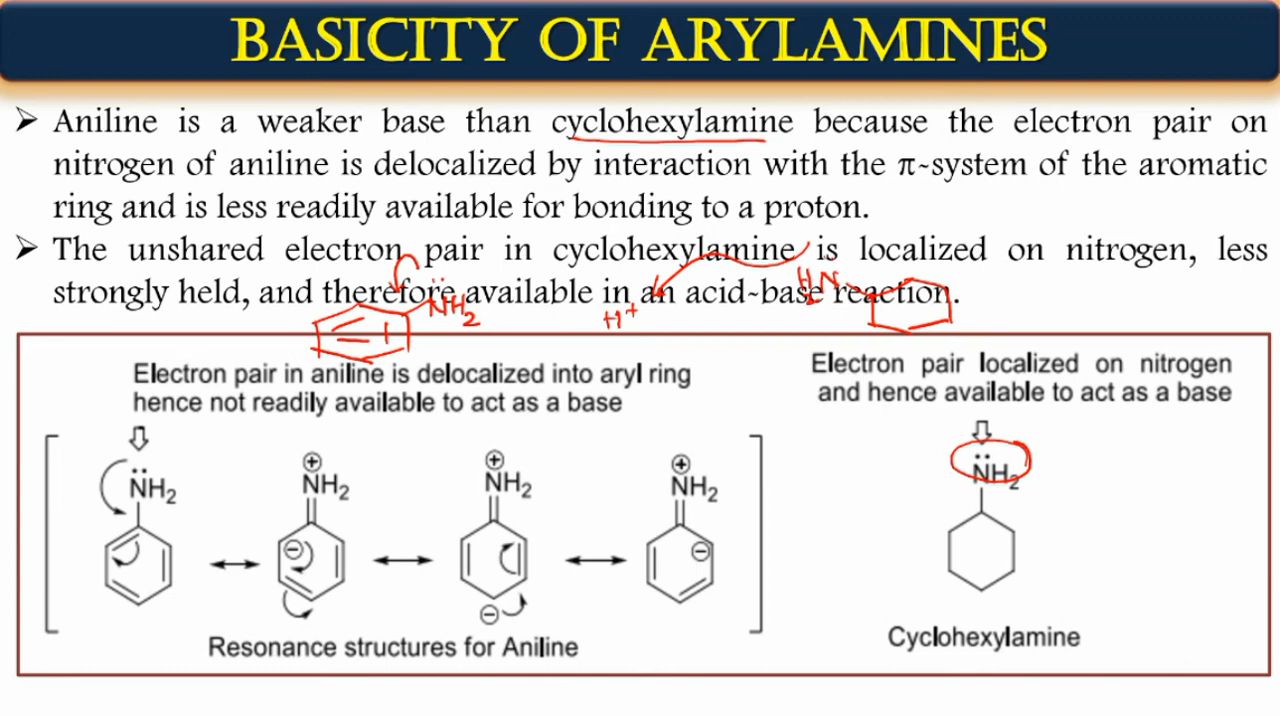 BASICITY OF ARYLAMINES
➢ Aniline is a weaker base than cyclohexylamine because the electron pair on
nitrogen of aniline is delocalized by interaction with the π-system of the aromatic
ring and is less readily available for bonding to a proton.
➢ The unshared electron pair in cyclohexylamine is localized on nitrogen, less
strongly held, and therefore available in an acid-base reaction.
N̈H₂
H⁺
H₂N
Electron pair in aniline is delocalized into aryl ring
hence not readily available to act as a base
Electron pair localized on nitrogen
and hence available to act as a base
N̈H₂ ⊕ NH₂ ⊕ NH₂ ⊕ NH₂ N̈H₂
⊖ ⊖ ⊖
Resonance structures for Aniline
Cyclohexylamine